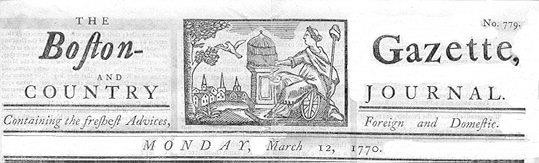 THE
No. 779.
Boſton- Gazette,
AND
COUNTRY JOURNAL.
Containing the freſheſt Advices, Foreign and Domeſtic.
MONDAY, March 12, 1770.